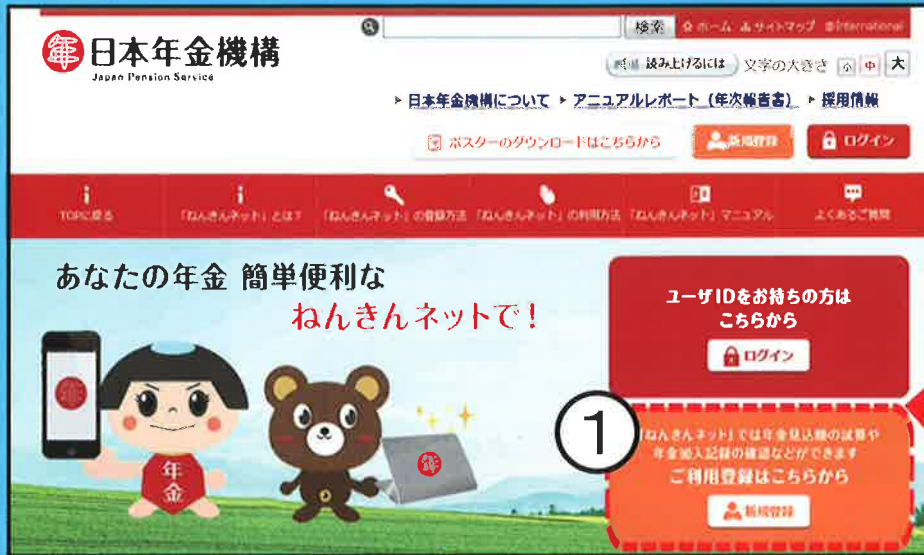 検索 ホーム サイトマップ International
年 日本年金機構
Japan Pension Service
読み上げるには 文字の大きさ 小 中 大
日本年金機構について アニュアルレポート（年次報告書） 採用情報
ポスターのダウンロードはこちらから 新規登録 ログイン
TOPに戻る 「ねんきんネット」とは？ 「ねんきんネット」の登録方法 「ねんきんネット」の利用方法 「ねんきんネット」マニュアル よくあるご質問
あなたの年金 簡単便利な
ねんきんネットで！
年金
年
ユーザIDをお持ちの方は
こちらから
ログイン
1
「ねんきんネット」では年金見込額の試算や
年金加入記録の確認などができます
ご利用登録はこちらから
新規登録